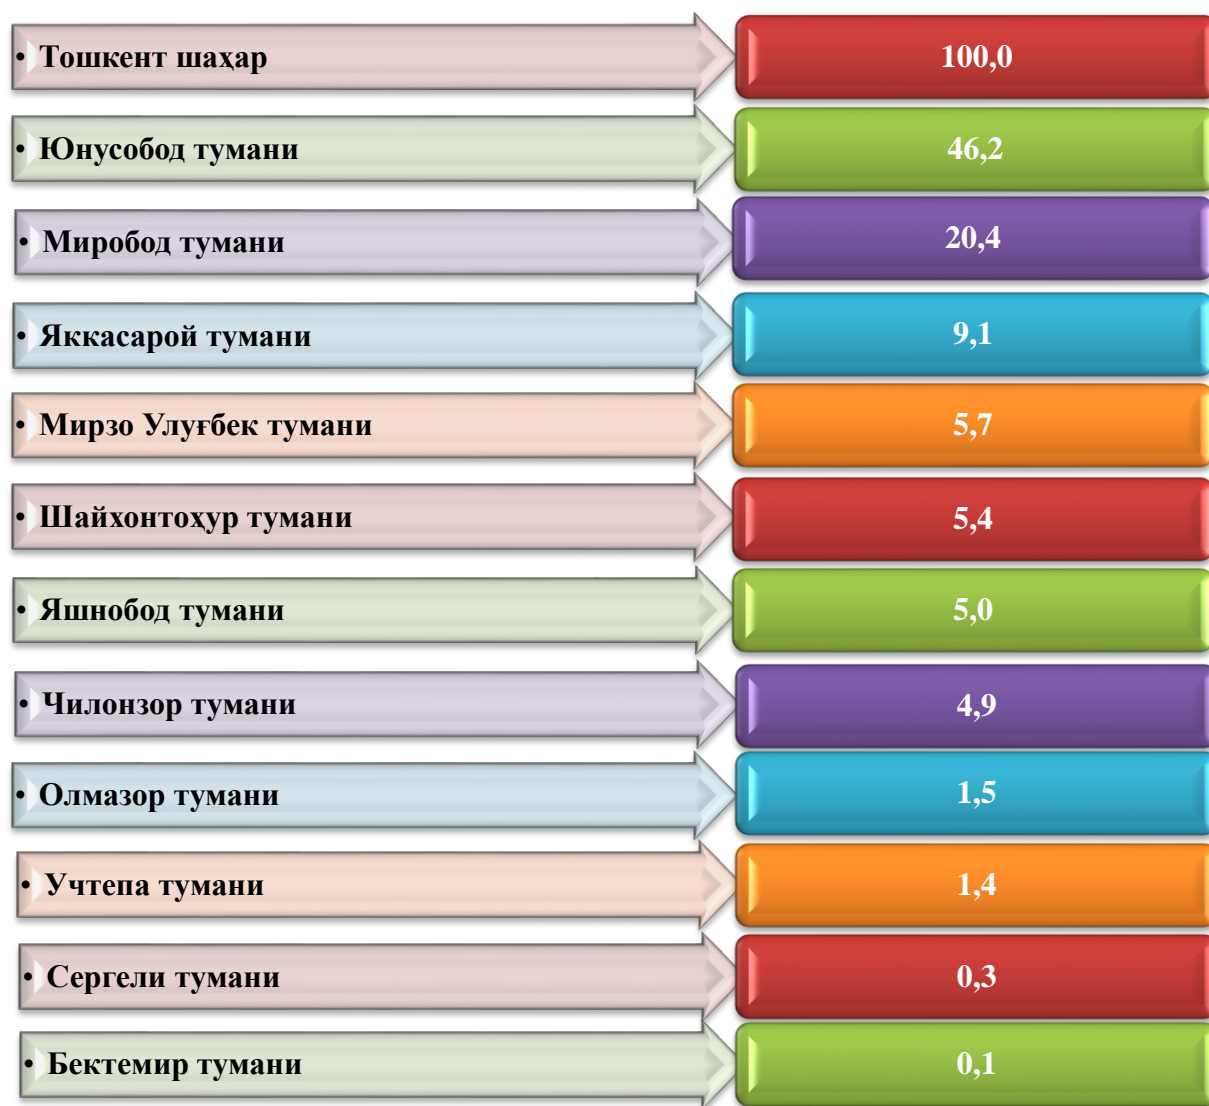 • Тошкент шаҳар 100,0
• Юнусобод тумани 46,2
• Миробод тумани 20,4
• Яккасарой тумани 9,1
• Мирзо Улуғбек тумани 5,7
• Шайхонтоҳур тумани 5,4
• Яшнобод тумани 5,0
• Чилонзор тумани 4,9
• Олмазор тумани 1,5
• Учтепа тумани 1,4
• Сергели тумани 0,3
• Бектемир тумани 0,1